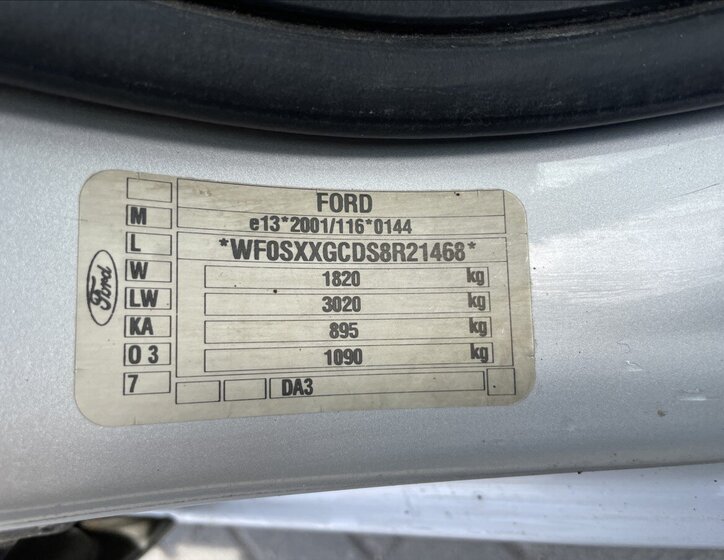 FORD
M e13*2001/116*0144
L *WF0SXXGCDS8R21468*
W 1820 kg
LW 3020 kg
KA 895 kg
O 3 1090 kg
7 DA3
Ford